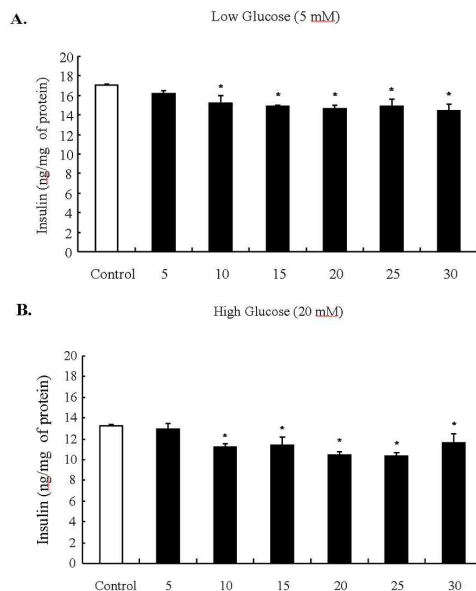 A.
Low Glucose (5 mM)
Insulin (ng/mg of protein)
20
18
16
14
12
10
8
6
4
2
0
* * * * *
Control 5 10 15 20 25 30
B.
High Glucose (20 mM)
Insulin (ng/mg of protein)
20
18
16
14
12
10
8
6
4
2
0
* * * * *
Control 5 10 15 20 25 30